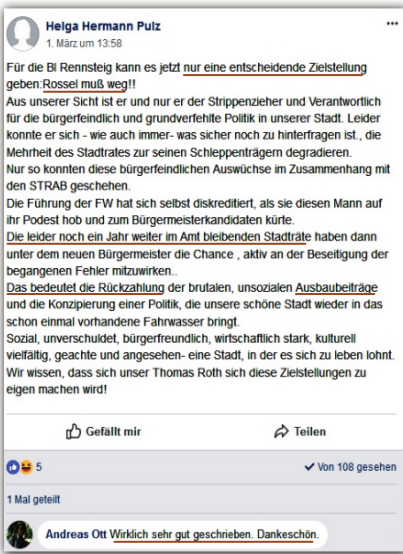 Helga Hermann Pulz
1. März um 13:58
Für die BI Rennsteig kann es jetzt nur eine entscheidende Zielstellung
geben:Rossel muß weg!!
Aus unserer Sicht ist er und nur er der Strippenzieher und Verantwortlich
für die bürgerfeindlich und grundverfehlte Politik in unserer Stadt. Leider
konnte er sich - wie auch immer- was sicher noch zu hinterfragen ist., die
Mehrheit des Stadtrates zur seinen Schleppenträgern degradieren.
Nur so konnten diese bürgerfeindlichen Auswüchse im Zusammenhang mit
den STRAB geschehen.
Die Führung der FW hat sich selbst diskreditiert, als sie diesen Mann auf
ihr Podest hob und zum Bürgermeisterkandidaten kürte.
Die leider noch ein Jahr weiter im Amt bleibenden Stadträte haben dann
unter dem neuen Bürgermeister die Chance , aktiv an der Beseitigung der
begangenen Fehler mitzuwirken..
Das bedeutet die Rückzahlung der brutalen, unsozialen Ausbaubeiträge
und die Konzipierung einer Politik, die unsere schöne Stadt wieder in das
schon einmal vorhandene Fahrwasser bringt.
Sozial, unverschuldet, bürgerfreundlich, wirtschaftlich stark, kulturell
vielfältig, geachte und angesehen- eine Stadt, in der es sich zu leben lohnt.
Wir wissen, dass sich unser Thomas Roth sich diese Zielstellungen zu
eigen machen wird!
Gefällt mir Teilen
5 Von 108 gesehen
1 Mal geteilt
Andreas Ott Wirklich sehr gut geschrieben. Dankeschön.